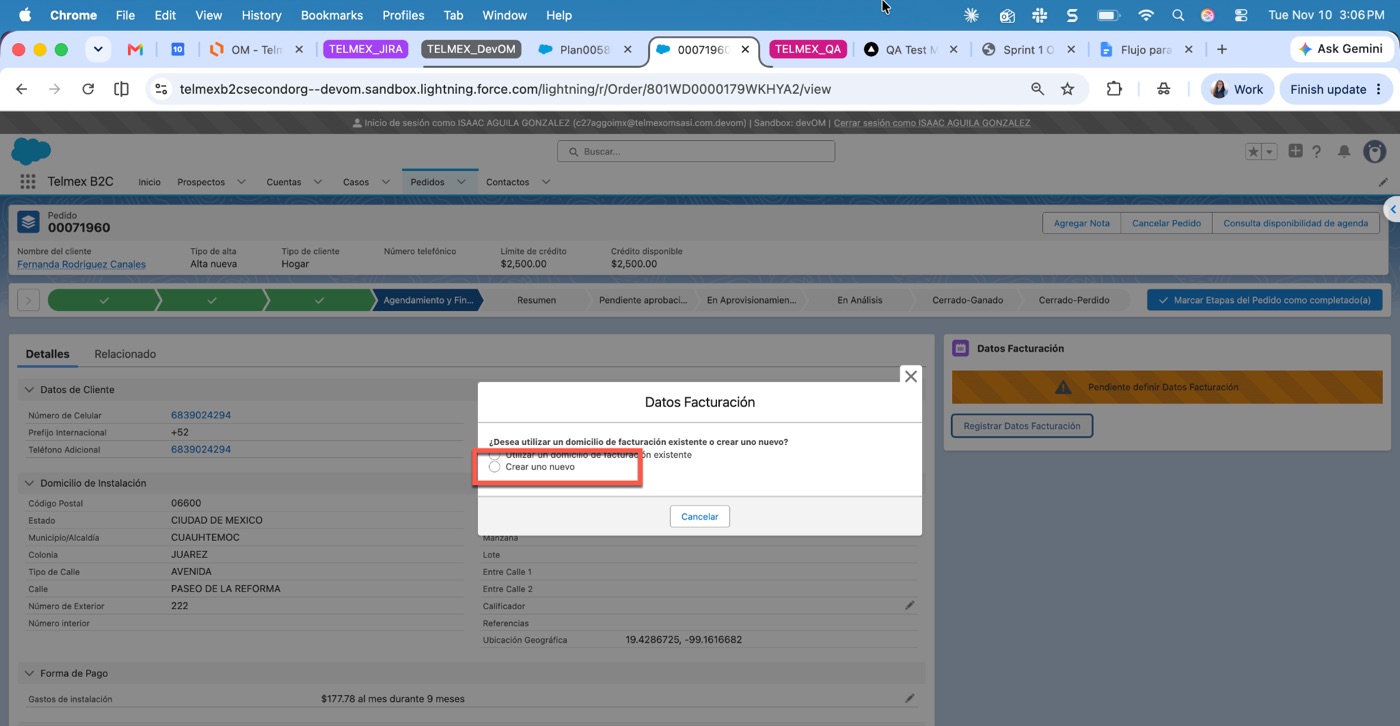 Chrome File Edit View History Bookmarks Profiles Tab Window Help Tue Nov 10 3:06 PM
10 OM - Teln TELMEX_JIRA TELMEX_DevOM Plan0058 00071960 TELMEX_QA QA Test M Sprint 1 O Flujo para Ask Gemini
telmexb2csecondorg--devom.sandbox.lightning.force.com/lightning/r/Order/801WD0000179WKHYA2/view Work Finish update
Inicio de sesión como ISAAC AGUILA GONZALEZ (c27aggoimx@telmexomsasi.com.devom) | Sandbox: devOM | Cerrar sesión como ISAAC AGUILA GONZALEZ
Buscar...
Telmex B2C Inicio Prospectos Cuentas Casos Pedidos Contactos
Pedido
00071960
Agregar Nota Cancelar Pedido Consulta disponibilidad de agenda
Nombre del cliente Tipo de alta Tipo de cliente Número telefónico Límite de crédito Crédito disponible
Fernanda Rodriguez Canales Alta nueva Hogar $2,500.00 $2,500.00
Agendamiento y Fin... Resumen Pendiente aprobaci... En Aprovisionamien... En Análisis Cerrado-Ganado Cerrado-Perdido Marcar Etapas del Pedido como completado(a)
Detalles Relacionado
Datos de Cliente
Número de Celular 6839024294
Prefijo Internacional +52
Teléfono Adicional 6839024294
Domicilio de Instalación
Código Postal 06600
Estado CIUDAD DE MEXICO
Municipio/Alcaldía CUAUHTEMOC
Colonia JUAREZ
Tipo de Calle AVENIDA
Calle PASEO DE LA REFORMA
Número de Exterior 222
Número interior
Manzana
Lote
Entre Calle 1
Entre Calle 2
Calificador
Referencias
Ubicación Geográfica 19.4286725, -99.1616682
Forma de Pago
Gastos de instalación $177.78 al mes durante 9 meses
Datos Facturación
¿Desea utilizar un domicilio de facturación existente o crear uno nuevo?
Utilizar un domicilio de facturación existente
Crear uno nuevo
Cancelar
Datos Facturación
Pendiente definir Datos Facturación
Registrar Datos Facturación